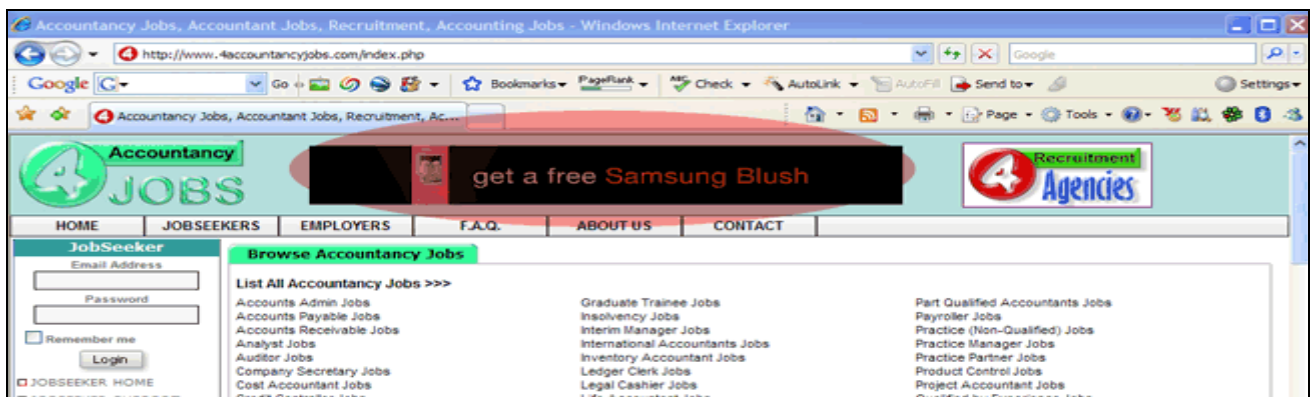 Accountancy Jobs, Accountant Jobs, Recruitment, Accounting Jobs - Windows Internet Explorer
http://www.4accountancyjobs.com/index.php
Google
Google G Go Bookmarks PageRank Check AutoLink AutoFill Send to Settings
Accountancy Jobs, Accountant Jobs, Recruitment, Ac...
Page Tools
4 Accountancy JOBS
get a free Samsung Blush
4 Recruitment Agencies
HOME JOBSEEKERS EMPLOYERS F.A.Q. ABOUT US CONTACT
JobSeeker
Email Address
Password
Remember me
Login
JOBSEEKER HOME
Browse Accountancy Jobs
List All Accountancy Jobs >>>
Accounts Admin Jobs
Accounts Payable Jobs
Accounts Receivable Jobs
Analyst Jobs
Auditor Jobs
Company Secretary Jobs
Cost Accountant Jobs
Graduate Trainee Jobs
Insolvency Jobs
Interim Manager Jobs
International Accountants Jobs
Inventory Accountant Jobs
Ledger Clerk Jobs
Legal Cashier Jobs
Part Qualified Accountants Jobs
Payroller Jobs
Practice (Non-Qualified) Jobs
Practice Manager Jobs
Practice Partner Jobs
Product Control Jobs
Project Accountant Jobs